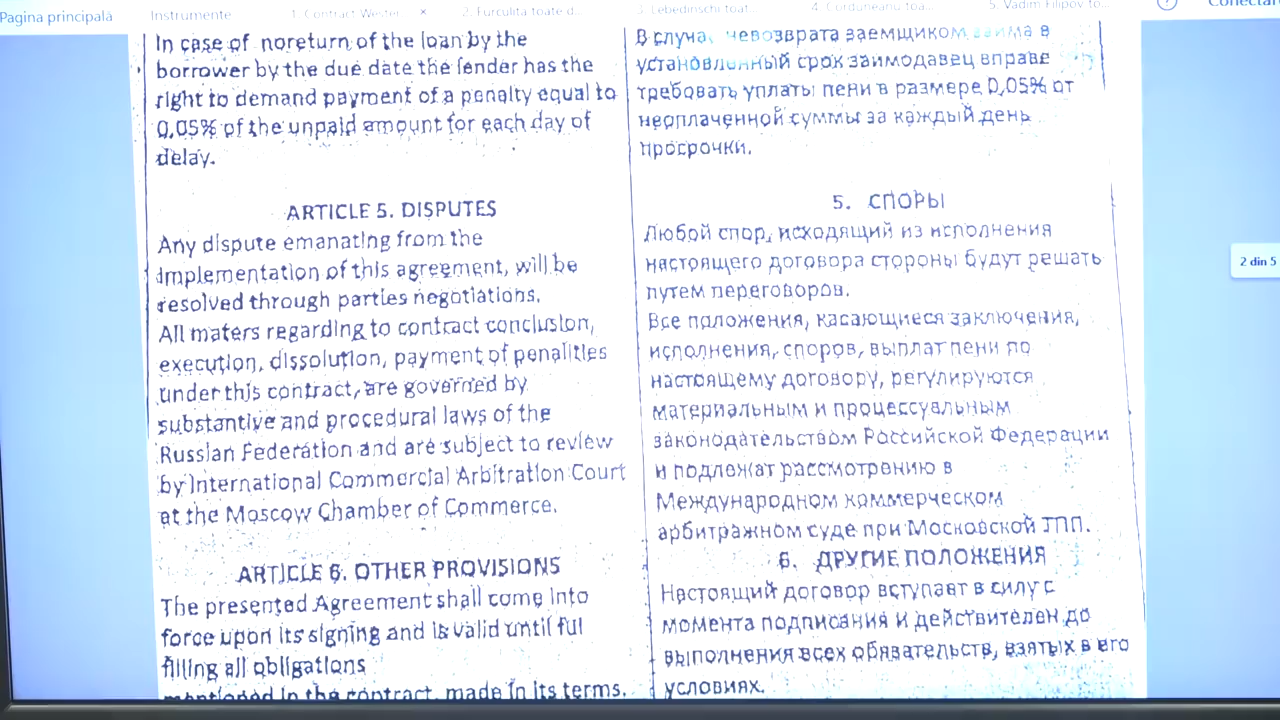 Pagina principală Instrumente 1. Contract Wester... × 2. Furculita toate d... 3. Lebedinschi toat... 4. Corduneanu toa... 5. Vadim Filipov to... ? Conectar
In case of noreturn of the loan by the
borrower by the due date the lender has the
right to demand payment of a penalty equal to
0,05% of the unpaid amount for each day of
delay.
ARTICLE 5. DISPUTES
Any dispute emanating from the
implementation of this agreement, will be
resolved through parties negotiations.
All maters regarding to contract conclusion,
execution, dissolution, payment of penalities
under this contract, are governed by
substantive and procedural laws of the
Russian Federation and are subject to review
by International Commercial Arbitration Court
at the Moscow Chamber of Commerce.
ARTICLE 6. OTHER PROVISIONS
The presented Agreement shall come into
force upon its signing and is valid until ful
filling all obligations
mentioned in the contract, made in its terms.
В случа невозврата заемщиком займа в
установленный срок заимодавец вправе
требовать уплаты пени в размере 0,05% от
неоплаченной суммы за каждый день
просрочки.
5. СПОРЫ
Любой спор, исходящий из исполнения
настоящего договора стороны будут решать
путем переговоров.
Все положения, касающиеся заключения,
исполнения, споров, выплат пени по
настоящему договору, регулируются
материальным и процессуальным
законодательством Российской Федерации
и подлежат рассмотрению в
Международном коммерческом
арбитражном суде при Московской ТПП.
6. ДРУГИЕ ПОЛОЖЕНИЯ
Настоящий договор вступает в силу с
момента подписания и действителен до
выполнения всех обязательств, взятых в его
условиях.
2 din 5